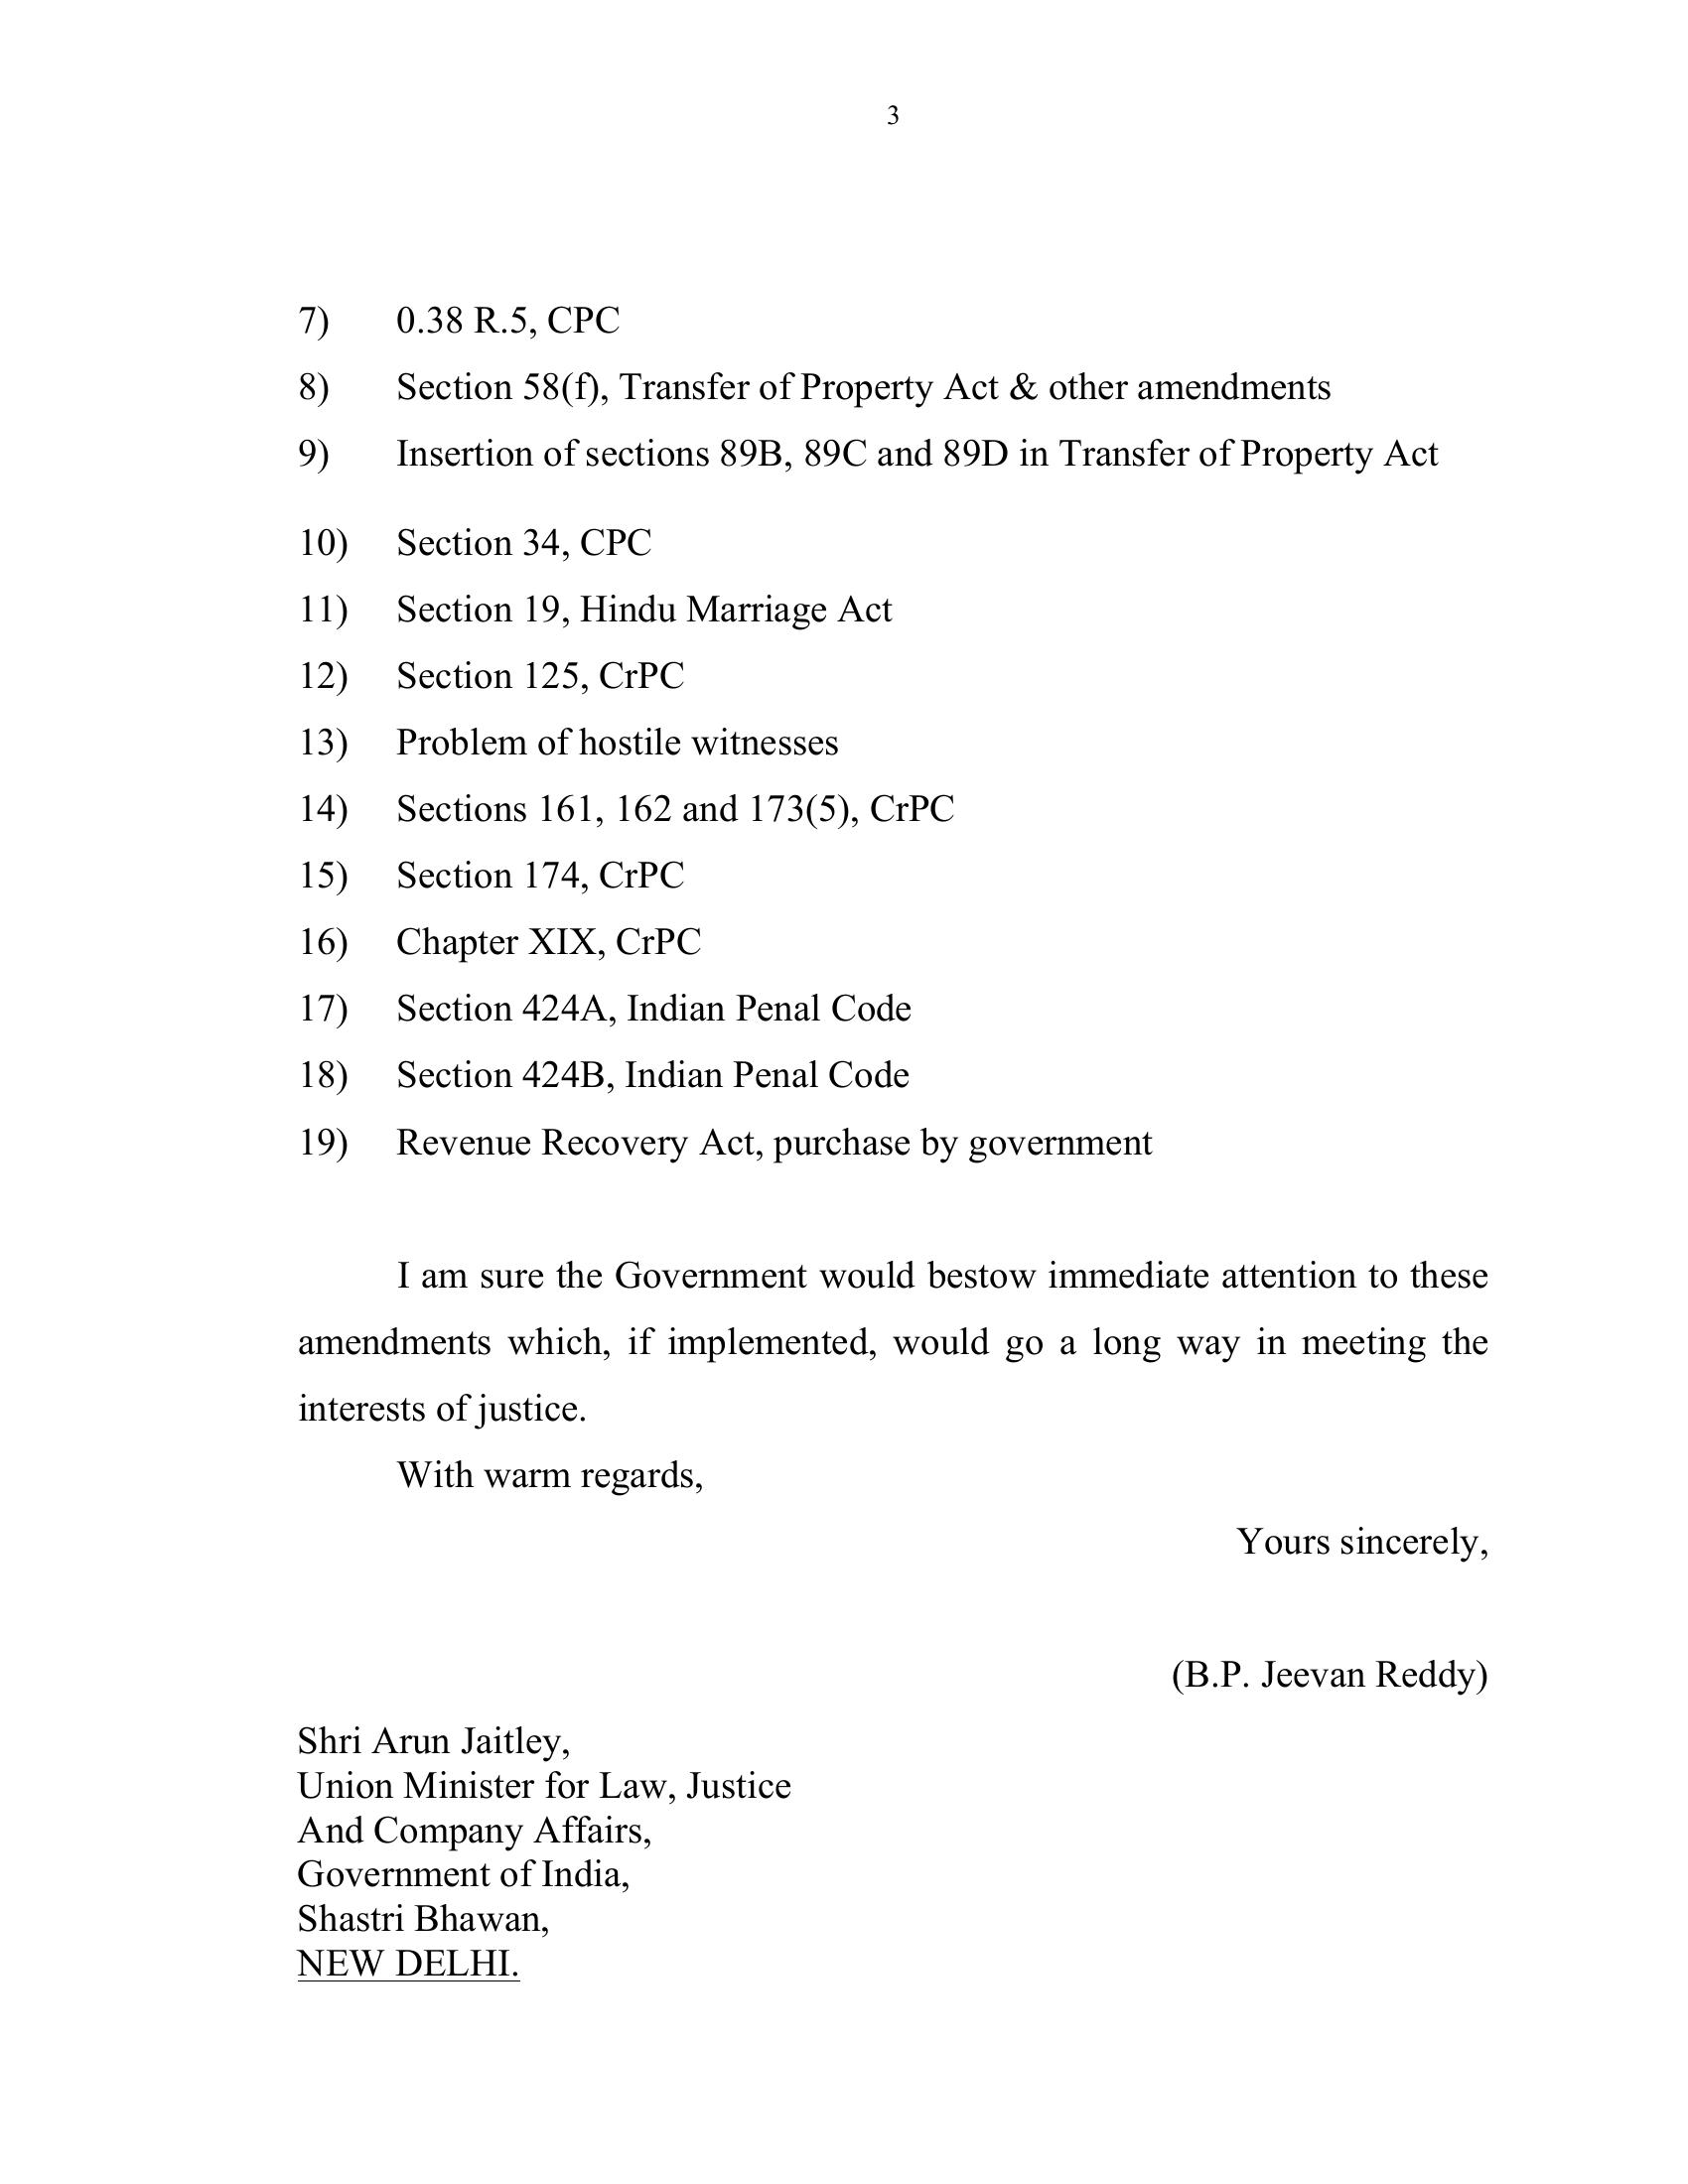 3
7) 0.38 R.5, CPC
8) Section 58(f), Transfer of Property Act & other amendments
9) Insertion of sections 89B, 89C and 89D in Transfer of Property Act
10) Section 34, CPC
11) Section 19, Hindu Marriage Act
12) Section 125, CrPC
13) Problem of hostile witnesses
14) Sections 161, 162 and 173(5), CrPC
15) Section 174, CrPC
16) Chapter XIX, CrPC
17) Section 424A, Indian Penal Code
18) Section 424B, Indian Penal Code
19) Revenue Recovery Act, purchase by government
I am sure the Government would bestow immediate attention to these
amendments which, if implemented, would go a long way in meeting the
interests of justice.
With warm regards,
Yours sincerely,
(B.P. Jeevan Reddy)
Shri Arun Jaitley,
Union Minister for Law, Justice
And Company Affairs,
Government of India,
Shastri Bhawan,
NEW DELHI.